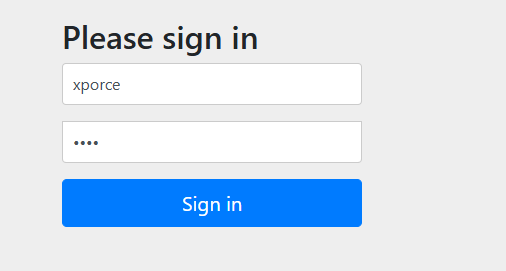 Please sign in
xporce
••••
Sign in